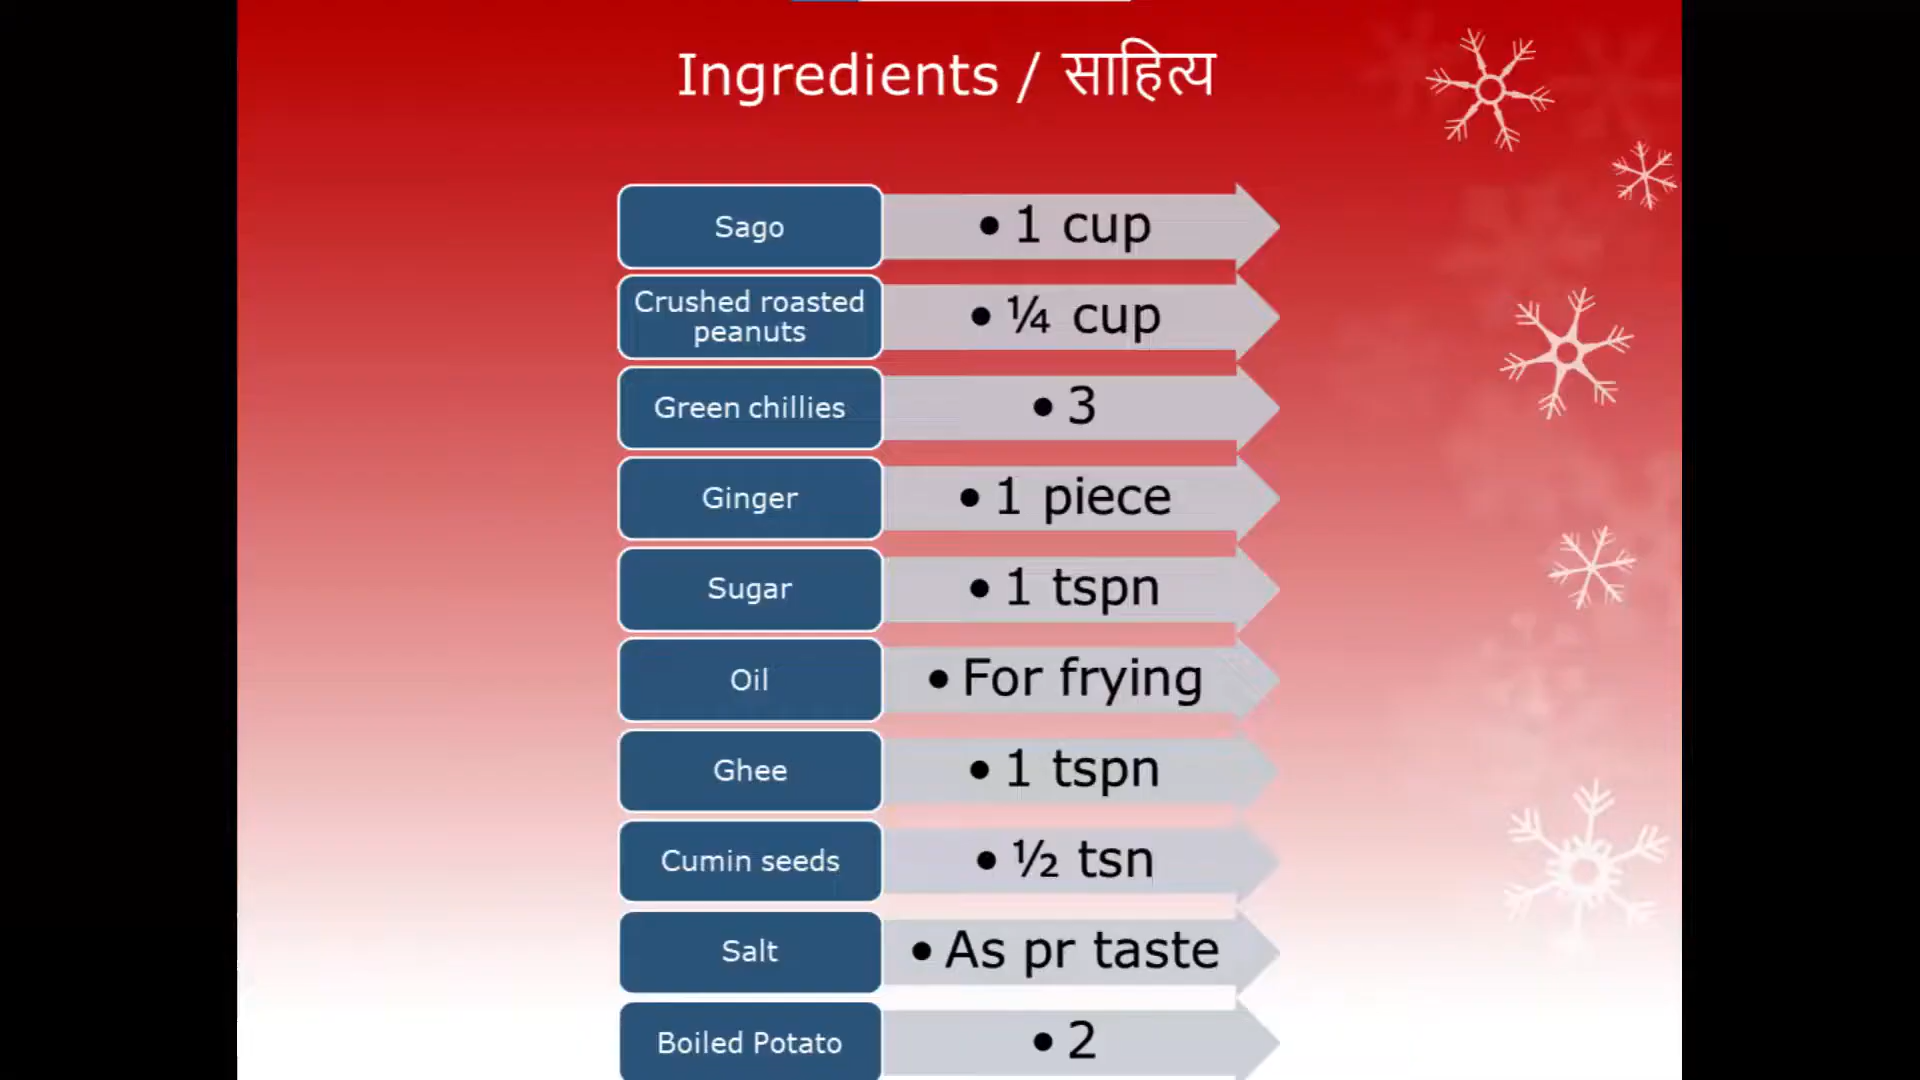 Ingredients / साहित्य
Sago
• 1 cup
Crushed roasted
peanuts
• ¼ cup
Green chillies
• 3
Ginger
• 1 piece
Sugar
• 1 tspn
Oil
• For frying
Ghee
• 1 tspn
Cumin seeds
• ½ tsn
Salt
• As pr taste
Boiled Potato
• 2